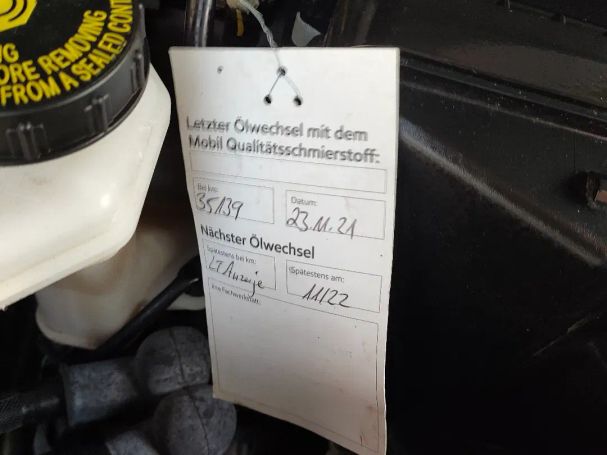 UG
ORE REMOVING
FROM A SEALED CONT
Letzter Ölwechsel mit dem
Mobil Qualitätsschmierstoff:
Bei km:
35139
Datum:
23.11.21
Nächster Ölwechsel
Spätestens bei km:
LT Anzeige
Spätestens am:
11/22
Ihre Fachwerkstatt: